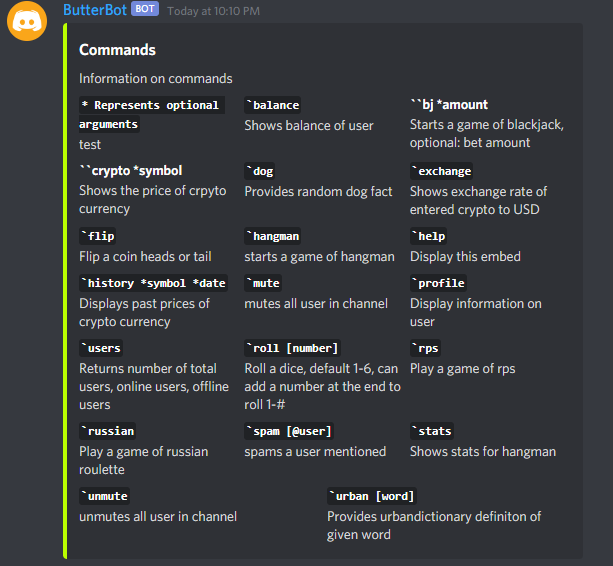 ButterBot BOT Today at 10:10 PM
Commands
Information on commands
* Represents optional
arguments
test
`balance
Shows balance of user
``bj *amount
Starts a game of blackjack,
optional: bet amount
``crypto *symbol
Shows the price of crpyto
currency
`dog
Provides random dog fact
`exchange
Shows exchange rate of
entered crypto to USD
`flip
Flip a coin heads or tail
`hangman
starts a game of hangman
`help
Display this embed
`history *symbol *date
Displays past prices of
crypto currency
`mute
mutes all user in channel
`profile
Display information on
user
`users
Returns number of total
users, online users, offline
users
`roll [number]
Roll a dice, default 1-6, can
add a number at the end to
roll 1-#
`rps
Play a game of rps
`russian
Play a game of russian
roulette
`spam [@user]
spams a user mentioned
`stats
Shows stats for hangman
`unmute
unmutes all user in channel
`urban [word]
Provides urbandictionary definiton of
given word